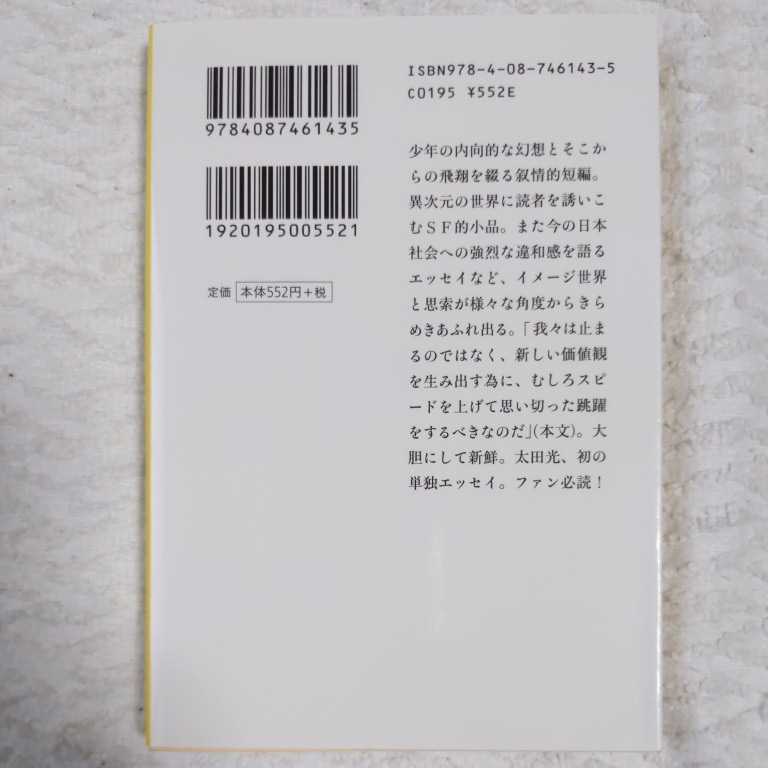 9784087461435
1920195005521
定価 本体552円+税
ISBN978-4-08-746143-5
C0195 ¥552E
少年の内向的な幻想とそこか
らの飛翔を綴る叙情的短編。
異次元の世界に読者を誘いこ
むSF的小品。また今の日本
社会への強烈な違和感を語る
エッセイなど、イメージ世界
と思索が様々な角度からきら
めきあふれ出る。「我々は止ま
るのではなく、新しい価値観
を生み出す為に、むしろスピ
ードを上げて思い切った跳躍
をするべきなのだ」(本文)。大
胆にして新鮮。太田光、初の
単独エッセイ。ファン必読!